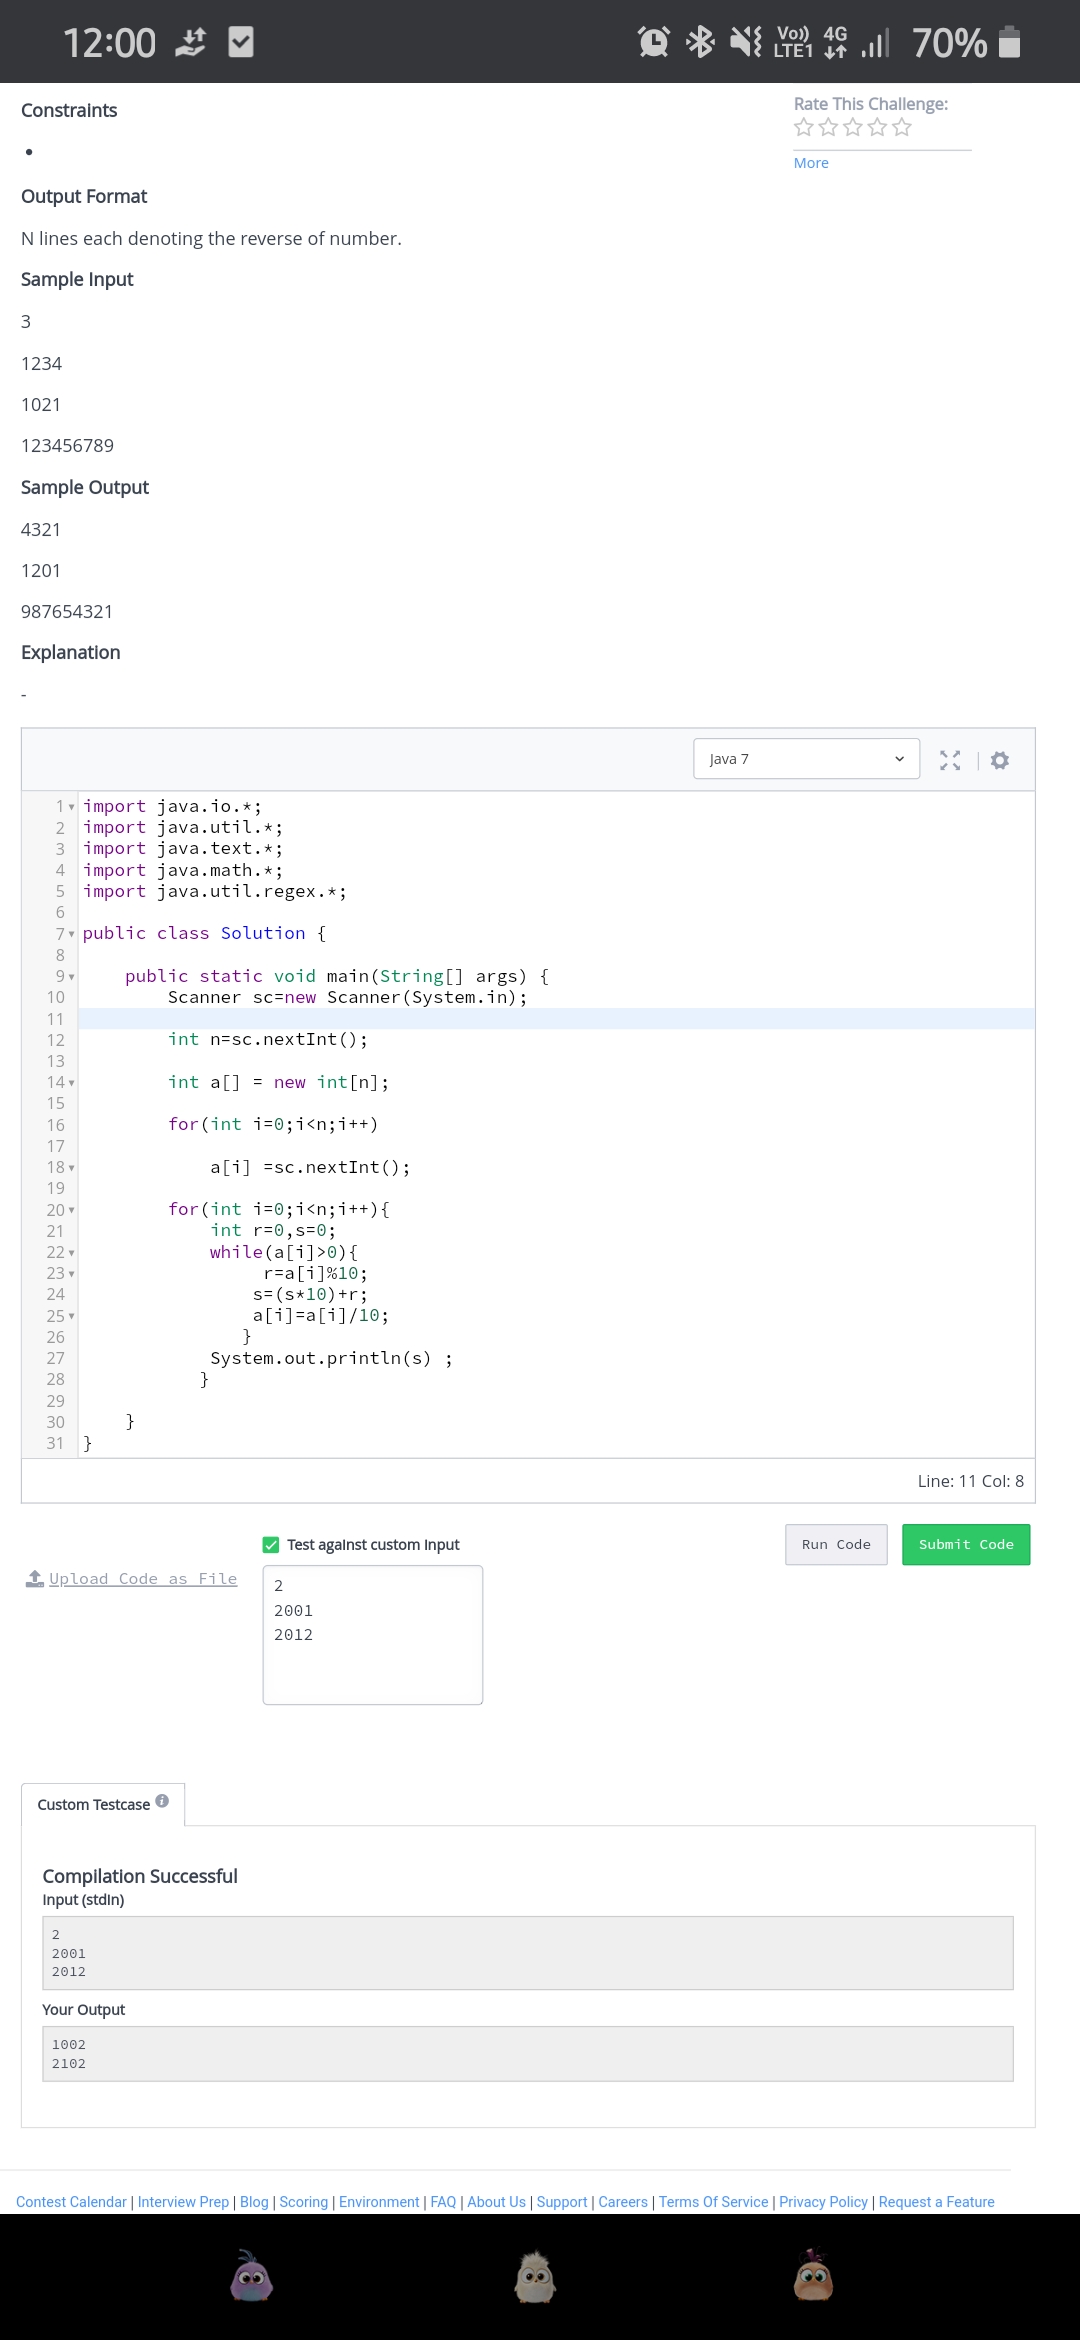 12:00
Vo)) LTE1 4G 70%
Constraints
•
Rate This Challenge:
More
Output Format
N lines each denoting the reverse of number.
Sample Input
3
1234
1021
123456789
Sample Output
4321
1201
987654321
Explanation
-
Java 7
1 import java.io.*;
2 import java.util.*;
3 import java.text.*;
4 import java.math.*;
5 import java.util.regex.*;
6
7 public class Solution {
8
9     public static void main(String[] args) {
10         Scanner sc=new Scanner(System.in);
11
12         int n=sc.nextInt();
13
14         int a[] = new int[n];
15
16         for(int i=0;i<n;i++)
17
18             a[i] =sc.nextInt();
19
20         for(int i=0;i<n;i++){
21             int r=0,s=0;
22             while(a[i]>0){
23                  r=a[i]%10;
24                 s=(s*10)+r;
25                 a[i]=a[i]/10;
26                }
27             System.out.println(s) ;
28            }
29
30     }
31 }
Line: 11 Col: 8
Upload Code as File
Test against custom input
Run Code
Submit Code
2
2001
2012
Custom Testcase
Compilation Successful
Input (stdin)
2
2001
2012
Your Output
1002
2102
Contest Calendar | Interview Prep | Blog | Scoring | Environment | FAQ | About Us | Support | Careers | Terms Of Service | Privacy Policy | Request a Feature